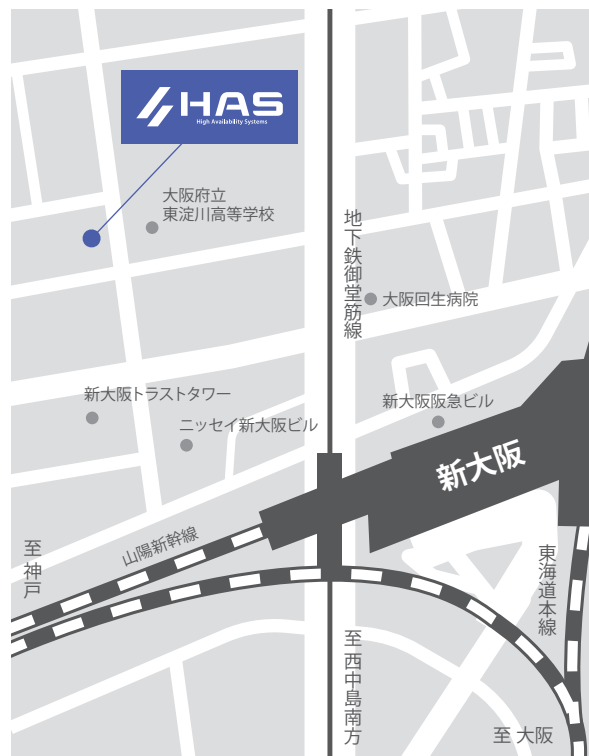 HAS
High Availability Systems
大阪府立
東淀川高等学校
地下鉄御堂筋線
大阪回生病院
新大阪トラストタワー
ニッセイ新大阪ビル
新大阪阪急ビル
新大阪
山陽新幹線
至 神戸
東海道本線
至 西中島南方
至 大阪